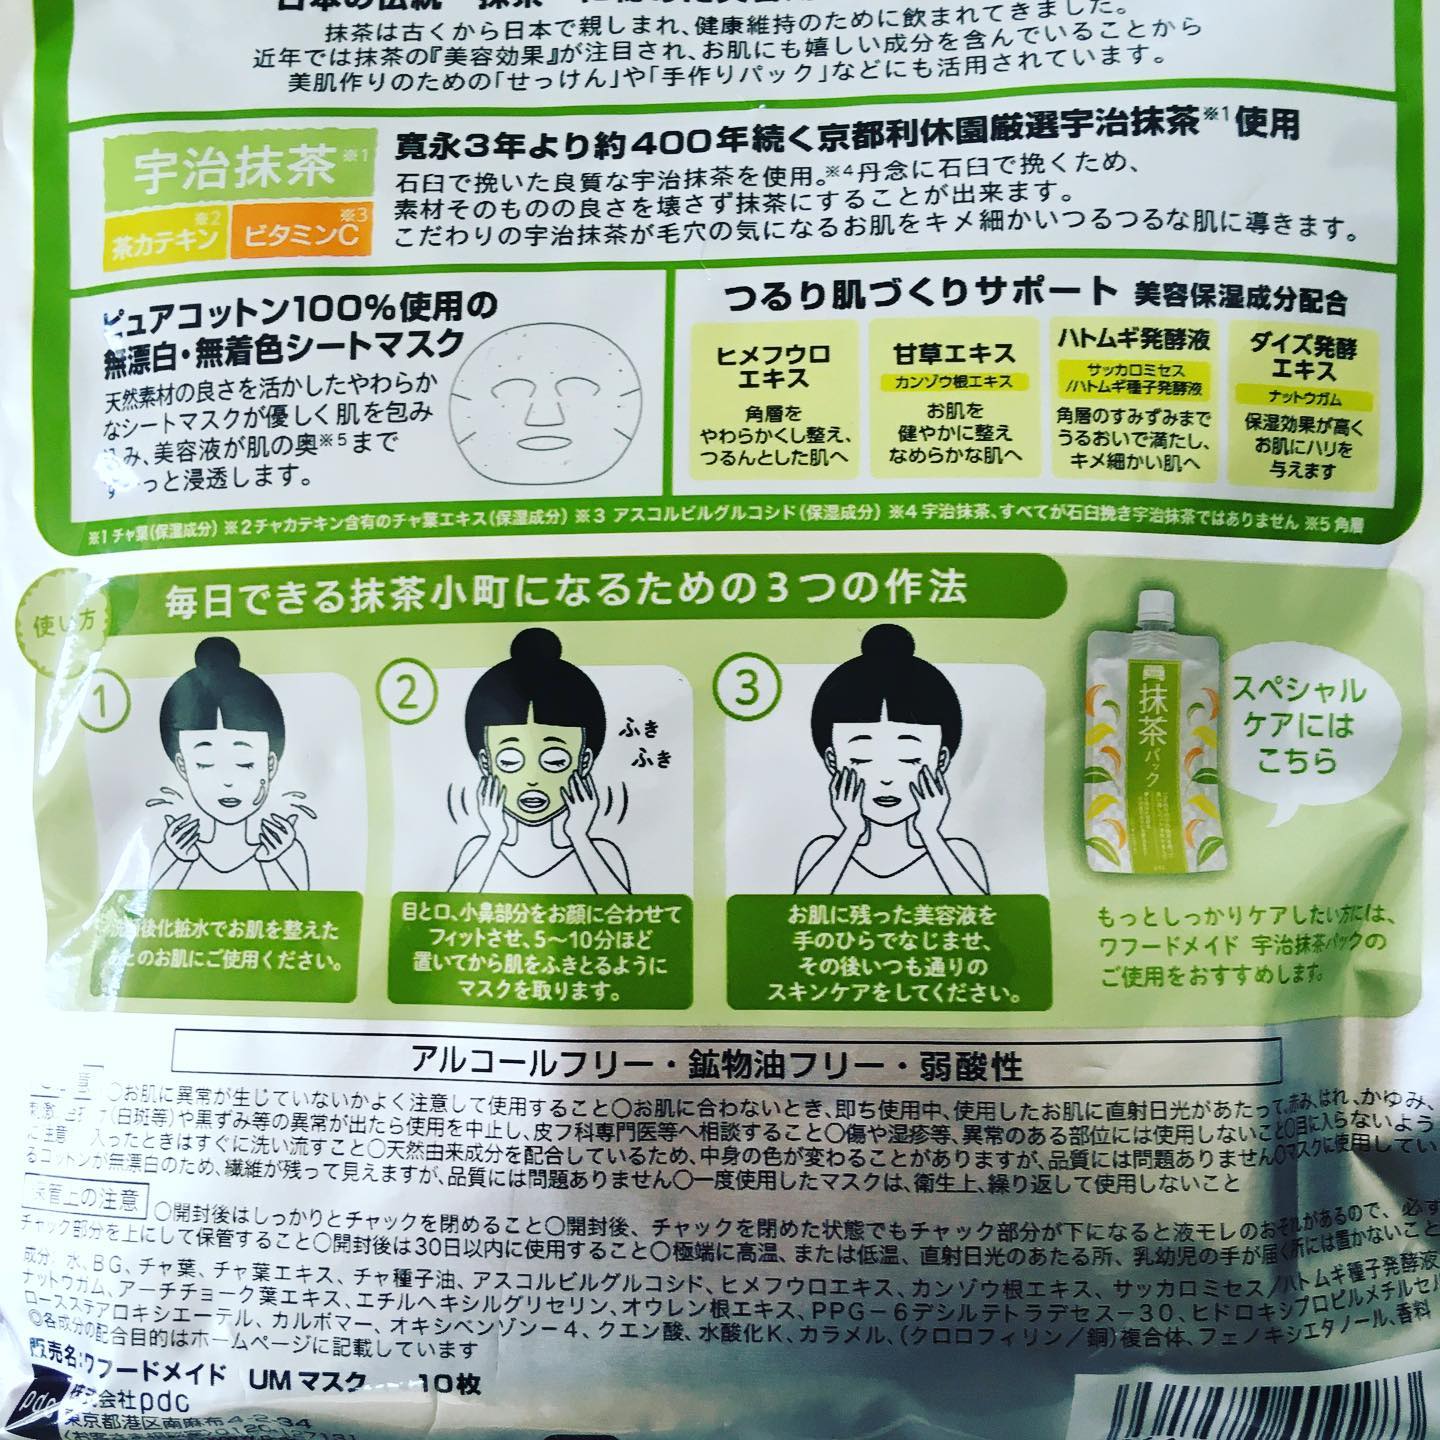 抹茶は古くから日本で親しまれ、健康維持のために飲まれてきました。
近年では抹茶の『美容効果』が注目され、お肌にも嬉しい成分を含んでいることから
美肌作りのための「せっけん」や「手作りパック」などにも活用されています。
宇治抹茶※1
茶カテキン※2
ビタミンC※3
寛永3年より約400年続く京都利休園厳選宇治抹茶※1使用
石臼で挽いた良質な宇治抹茶を使用。※4丹念に石臼で挽くため、
素材そのものの良さを壊さず抹茶にすることが出来ます。
こだわりの宇治抹茶が毛穴の気になるお肌をキメ細かいつるつるな肌に導きます。
ピュアコットン100%使用の
無漂白・無着色シートマスク
天然素材の良さを活かしたやわらか
なシートマスクが優しく肌を包み
込み、美容液が肌の奥※5まで
っと浸透します。
つるり肌づくりサポート 美容保湿成分配合
ヒメフウロ
エキス
角層を
やわらかくし整え、
つるんとした肌へ
甘草エキス
カンゾウ根エキス
お肌を
健やかに整え
なめらかな肌へ
ハトムギ発酵液
サッカロミセス
/ハトムギ種子発酵液
角層のすみずみまで
うるおいで満たし、
キメ細かい肌へ
ダイズ発酵
エキス
ナットウガム
保湿効果が高く
お肌にハリを
与えます
※1 チャ葉(保湿成分) ※2 チャカテキン含有のチャ葉エキス(保湿成分) ※3 アスコルビルグルコシド(保湿成分) ※4 宇治抹茶、すべてが石臼挽き宇治抹茶ではありません ※5 角層
使い方
毎日できる抹茶小町になるための3つの作法
1
後化粧水でお肌を整えた
あとのお肌にご使用ください。
2
ふき
ふき
目と口、小鼻部分をお顔に合わせて
フィットさせ、5〜10分ほど
置いてから肌をふきとるように
マスクを取ります。
3
お肌に残った美容液を
手のひらでなじませ、
その後いつも通りの
スキンケアをしてください。
抹茶パック
スペシャル
ケアには
こちら
もっとしっかりケアしたい方には、
ワフードメイド 宇治抹茶パックの
ご使用をおすすめします。
アルコールフリー・鉱物油フリー・弱酸性
○お肌に異常が生じていないかよく注意して使用すること○お肌に合わないとき、即ち使用中、使用したお肌に直射日光があたって、赤み、はれ、かゆみ、
刺激、(白斑等)や黒ずみ等の異常が出たら使用を中止し、皮フ科専門医等へ相談すること○傷や湿疹等、異常のある部位には使用しないこと○目に入らないよう
に注意 入ったときはすぐに洗い流すこと○天然由来成分を配合しているため、中身の色が変わることがありますが、品質には問題ありません○マスクに使用してい
るコットンが無漂白のため、繊維が残って見えますが、品質には問題ありません○一度使用したマスクは、衛生上、繰り返して使用しないこと
保管上の注意 ○開封後はしっかりとチャックを閉めること○開封後、チャックを閉めた状態でもチャック部分が下になると液モレのおそれがあるので、必ず
チャック部分を上にして保管すること○開封後は30日以内に使用すること○極端に高温、または低温、直射日光のあたる所、乳幼児の手が届く所には置かないこと
成分、水、BG、チャ葉、チャ葉エキス、チャ種子油、アスコルビルグルコシド、ヒメフウロエキス、カンゾウ根エキス、サッカロミセス/ハトムギ種子発酵液
ナットウガム、アーチチョーク葉エキス、エチルヘキシルグリセリン、オウレン根エキス、PPG-6デシルテトラデセス-30、ヒドロキシプロピルメチルセル
ロースステアロキシエーテル、カルボマー、オキシベンゾン-4、クエン酸、水酸化K、カラメル、(クロロフィリン/銅)複合体、フェノキシエタノール、香料
◎各成分の配合目的はホームページに記載しています
販売名:ワフードメイド UMマスク 10枚
pdc 株式会社pdc
東京都港区南麻布4-2-34